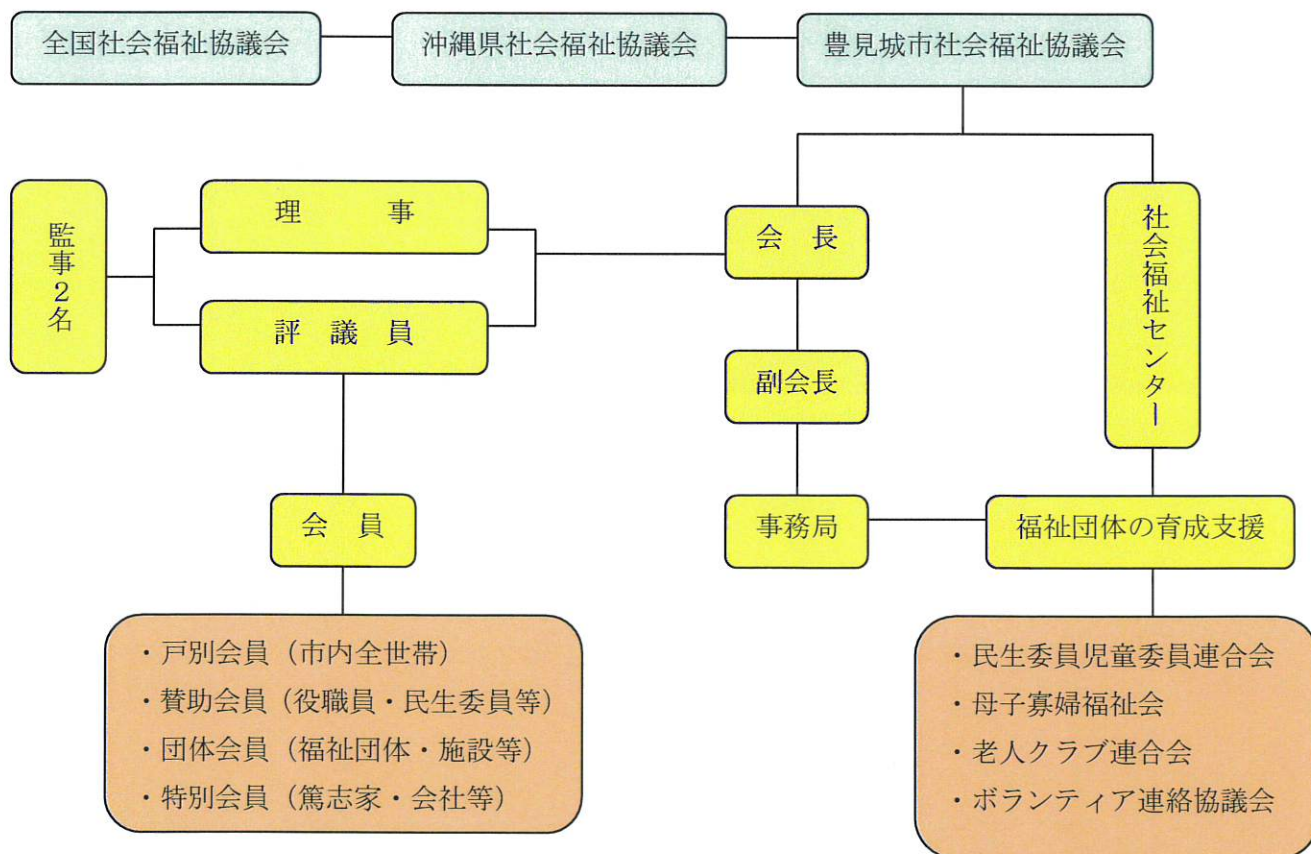 全国社会福祉協議会
沖縄県社会福祉協議会
豊見城市社会福祉協議会
監事2名
理　事
評 議 員
会 長
副会長
社会福祉センター
会 員
事務局
福祉団体の育成支援
・戸別会員（市内全世帯）
・賛助会員（役職員・民生委員等）
・団体会員（福祉団体・施設等）
・特別会員（篤志家・会社等）
・民生委員児童委員連合会
・母子寡婦福祉会
・老人クラブ連合会
・ボランティア連絡協議会